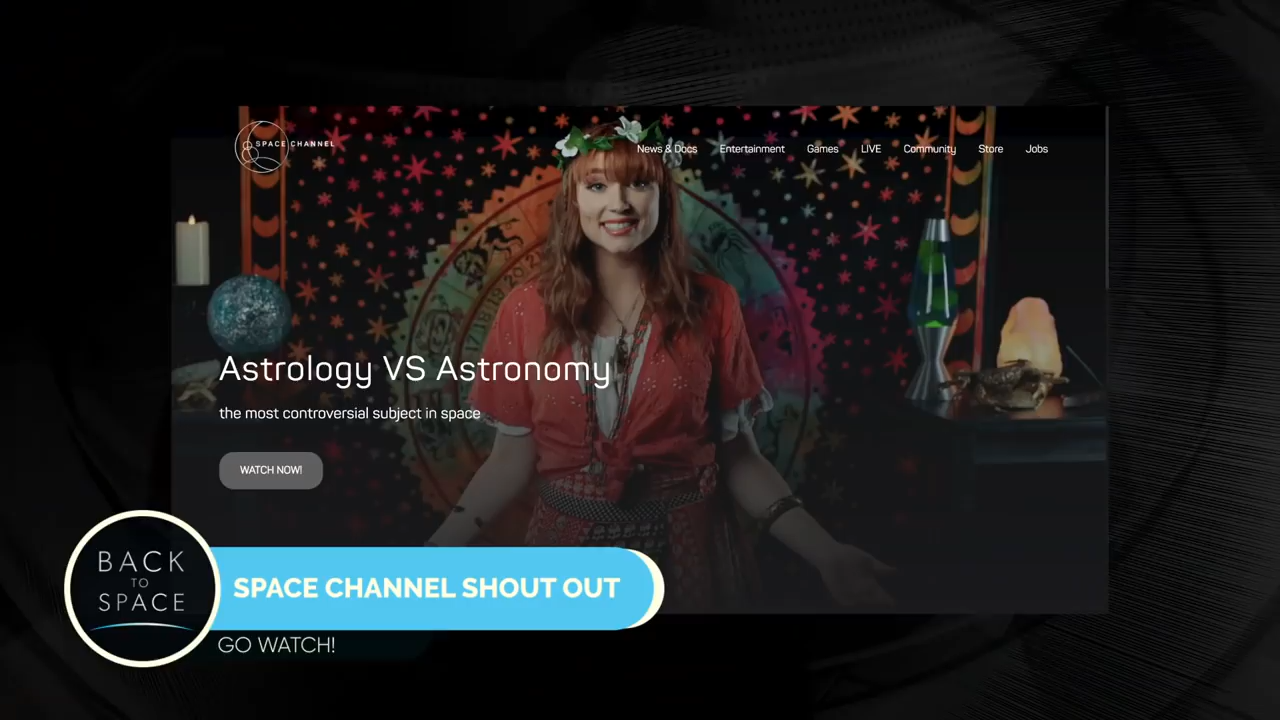 SPACE CHANNEL
News & Docs Entertainment Games LIVE Community Store Jobs
Astrology VS Astronomy
the most controversial subject in space
WATCH NOW!
BACK
TO
SPACE
SPACE CHANNEL SHOUT OUT
GO WATCH!